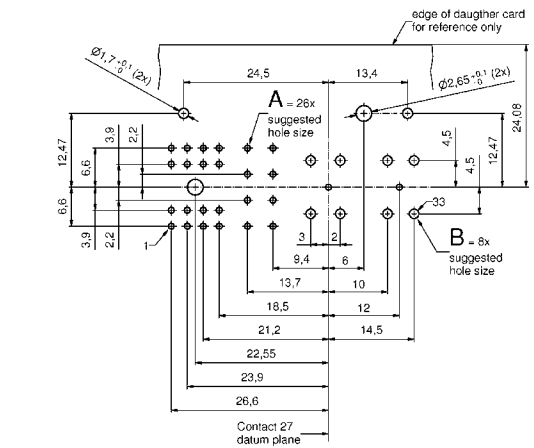 edge of daugther card
for reference only
Ø1,7 +0,1 -0 (2x)
24,5
13,4
Ø2,65 +0,1 -0 (2x)
A = 26x
suggested
hole size
24,08
12,47
6,6
3,9
2,2
4,5
12,47
4,5
6,6
3,9
2,2
1
33
3
2
B = 8x
suggested
hole size
9,4
6
13,7
10
18,5
12
21,2
14,5
22,55
23,9
26,6
Contact 27
datum plane